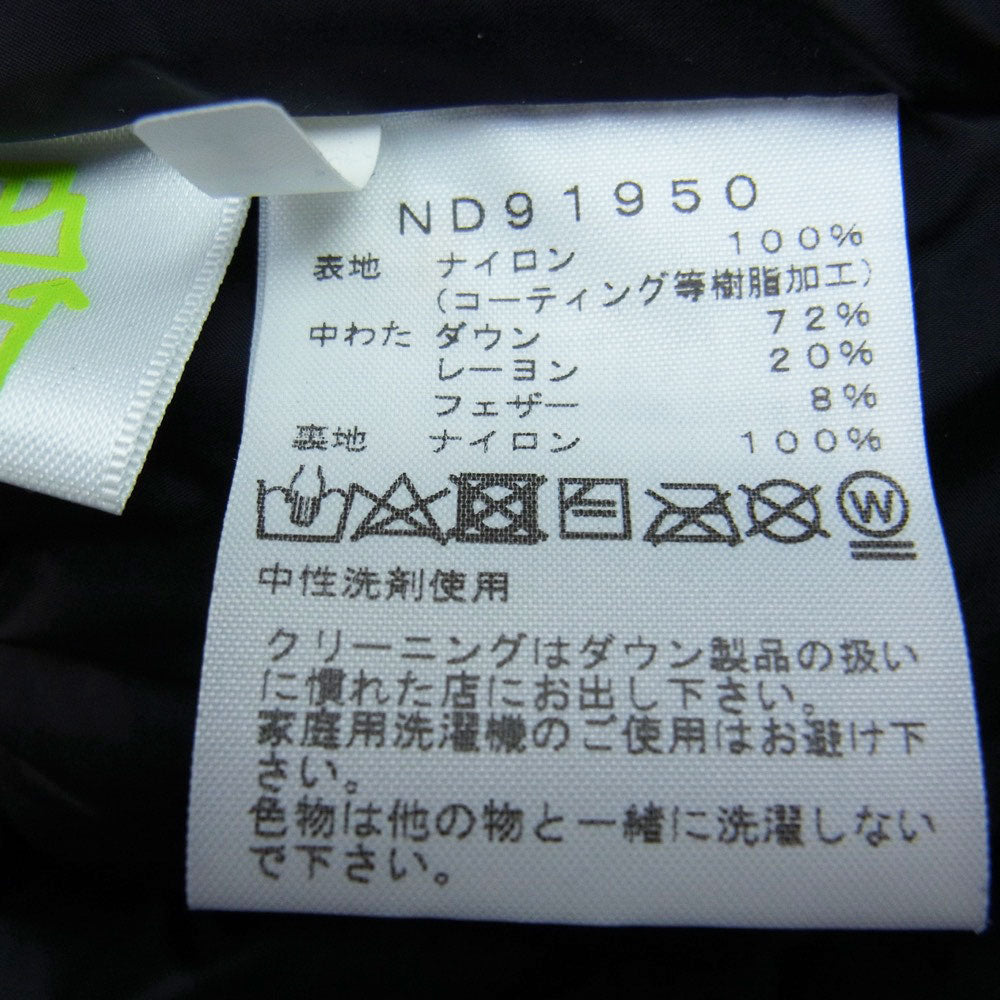 ND91950
表地 ナイロン 100%
(コーティング等樹脂加工)
中わた ダウン 72%
レーヨン 20%
フェザー 8%
裏地 ナイロン 100%
W
中性洗剤使用
クリーニングはダウン製品の扱い
に慣れた店にお出し下さい。
家庭用洗濯機のご使用はお避け下
さい。
色物は他の物と一緒に洗濯しない
で下さい。